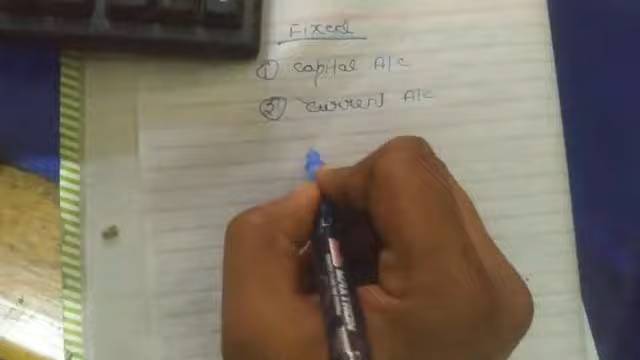 Fixed
① Capital A/c
② Current A/c